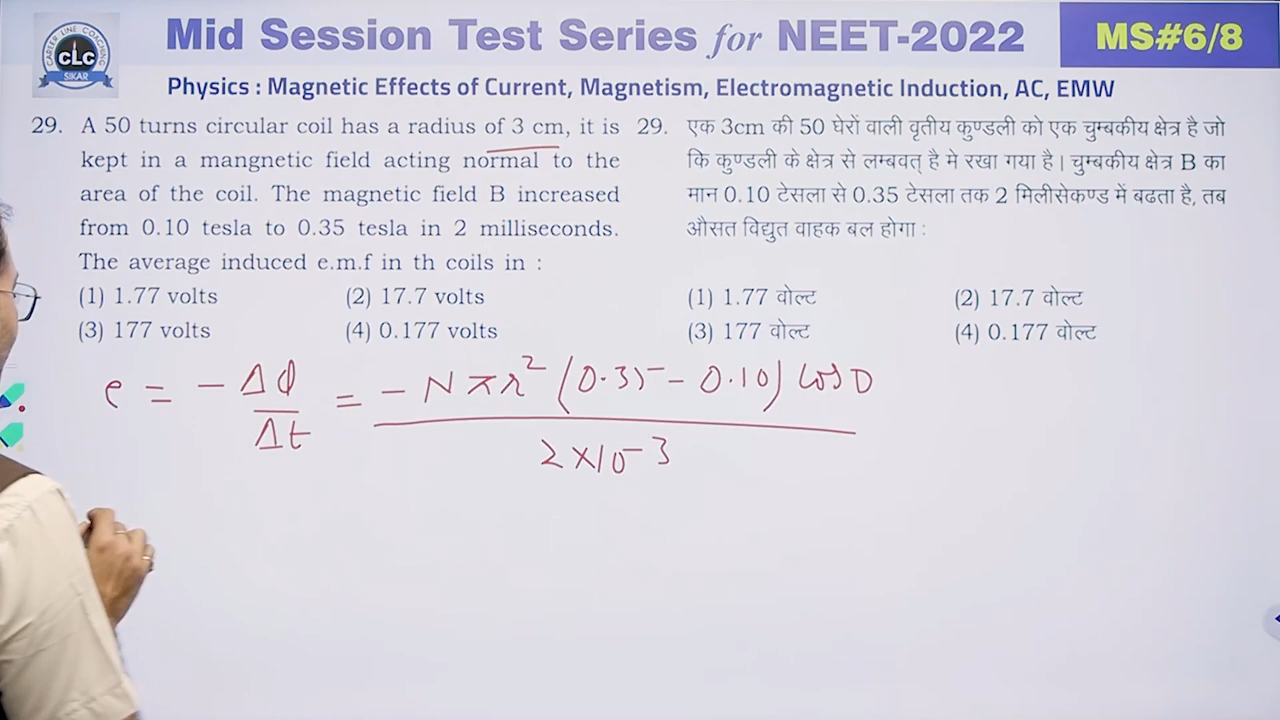 CAREER LINE COACHING
CLC
SIKAR
Mid Session Test Series for NEET-2022
MS#6/8
Physics : Magnetic Effects of Current, Magnetism, Electromagnetic Induction, AC, EMW
29. A 50 turns circular coil has a radius of 3 cm, it is
kept in a mangnetic field acting normal to the
area of the coil. The magnetic field B increased
from 0.10 tesla to 0.35 tesla in 2 milliseconds.
The average induced e.m.f in th coils in :
(1) 1.77 volts (2) 17.7 volts
(3) 177 volts (4) 0.177 volts
29. एक 3cm की 50 घेरों वाली वृतीय कुण्डली को एक चुम्बकीय क्षेत्र है जो
कि कुण्डली के क्षेत्र से लम्बवत् है मे रखा गया है। चुम्बकीय क्षेत्र B का
मान 0.10 टेसला से 0.35 टेसला तक 2 मिलीसेकण्ड में बढता है, तब
औसत विद्युत वाहक बल होगा :
(1) 1.77 वोल्ट (2) 17.7 वोल्ट
(3) 177 वोल्ट (4) 0.177 वोल्ट
e = -Δϕ/Δt = -Nπr²(0.35-0.10) cos0 / 2×10⁻³